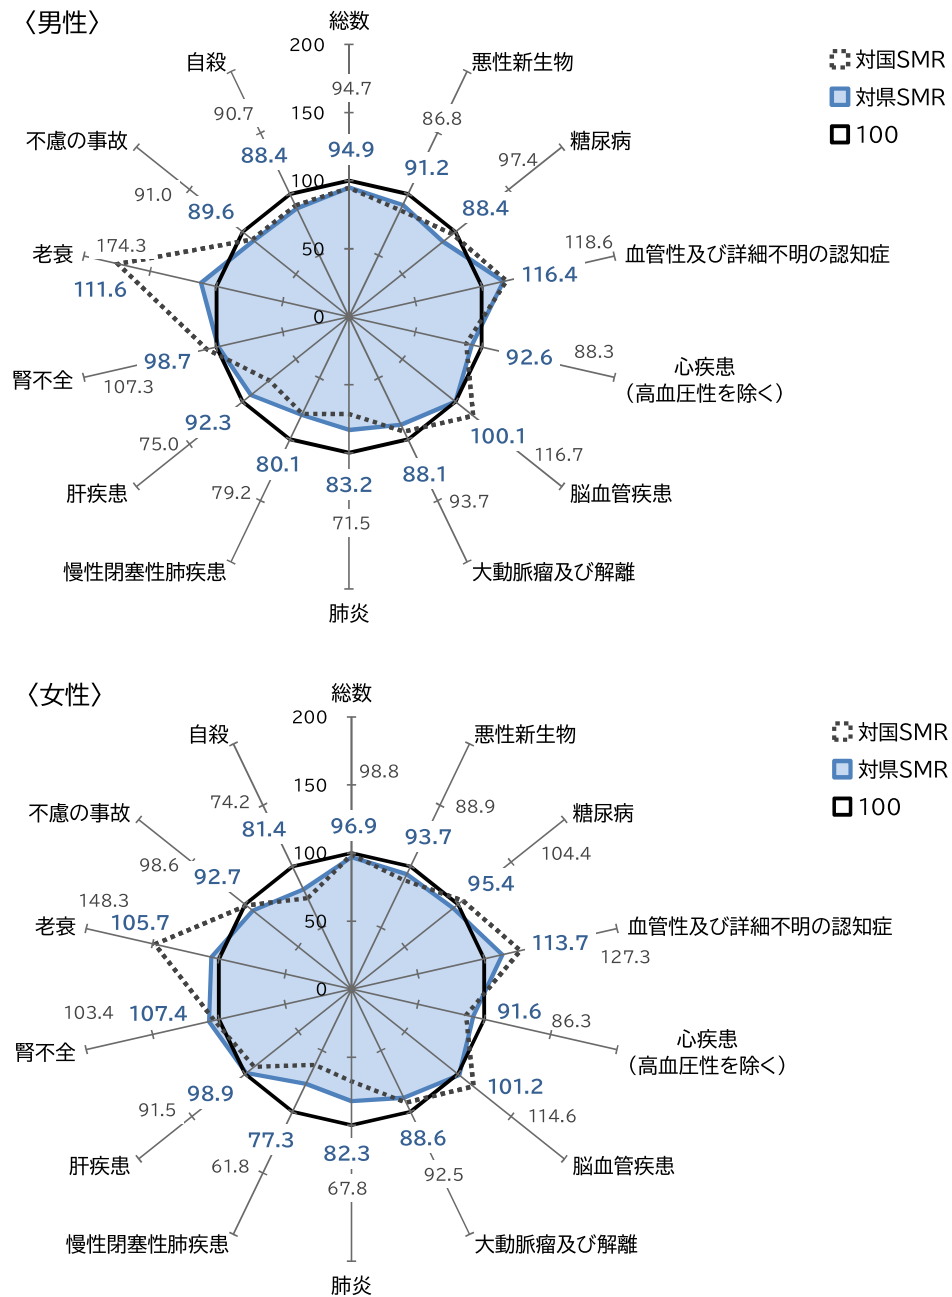 〈男性〉
総数
200
自殺
悪性新生物
対国SMR
94.7
対県SMR
90.7
150
86.8
100
不慮の事故
糖尿病
88.4
94.9
91.2
97.4
91.0
100
89.6
88.4
老衰
174.3
50
118.6
血管性及び詳細不明の認知症
116.4
111.6
0
98.7
92.6
88.3
心疾患
(高血圧性を除く)
腎不全
107.3
92.3
100.1
75.0
80.1
88.1
116.7
肝疾患
79.2
83.2
93.7
脳血管疾患
71.5
慢性閉塞性肺疾患
大動脈瘤及び解離
肺炎
〈女性〉
総数
200
自殺
悪性新生物
対国SMR
98.8
対県SMR
150
74.2
88.9
100
不慮の事故
糖尿病
81.4
96.9
93.7
98.6
100
104.4
92.7
95.4
148.3
老衰
105.7
50
血管性及び詳細不明の認知症
113.7
127.3
0
103.4
107.4
91.6
86.3
心疾患
(高血圧性を除く)
腎不全
98.9
101.2
91.5
114.6
77.3
88.6
肝疾患
61.8
82.3
92.5
脳血管疾患
67.8
慢性閉塞性肺疾患
大動脈瘤及び解離
肺炎